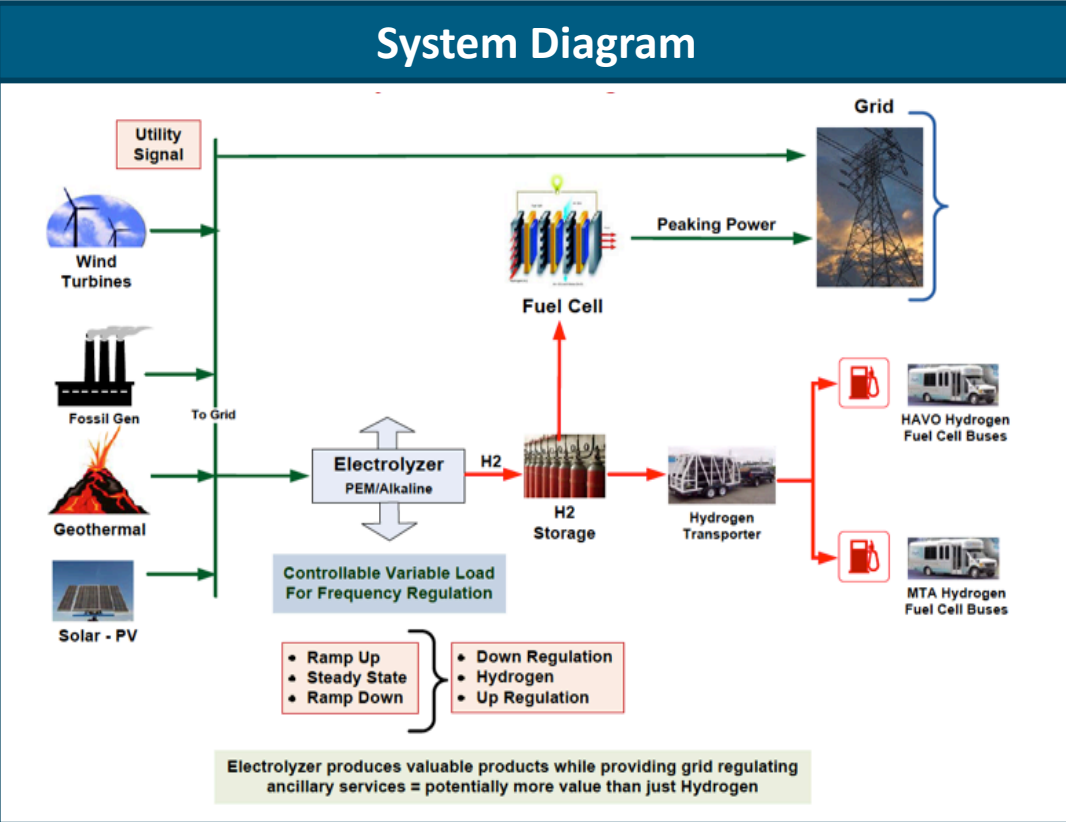 System Diagram
Grid
Utility
Signal
Wind
Turbines
Peaking Power
Fuel Cell
Fossil Gen
To Grid
HAVO Hydrogen
Fuel Cell Buses
Electrolyzer
PEM/Alkaline
H2
Geothermal
H2
Storage
Hydrogen
Transporter
Controllable Variable Load
For Frequency Regulation
MTA Hydrogen
Fuel Cell Buses
Solar - PV
• Ramp Up
• Steady State
• Ramp Down
• Down Regulation
• Hydrogen
• Up Regulation
Electrolyzer produces valuable products while providing grid regulating
ancillary services = potentially more value than just Hydrogen